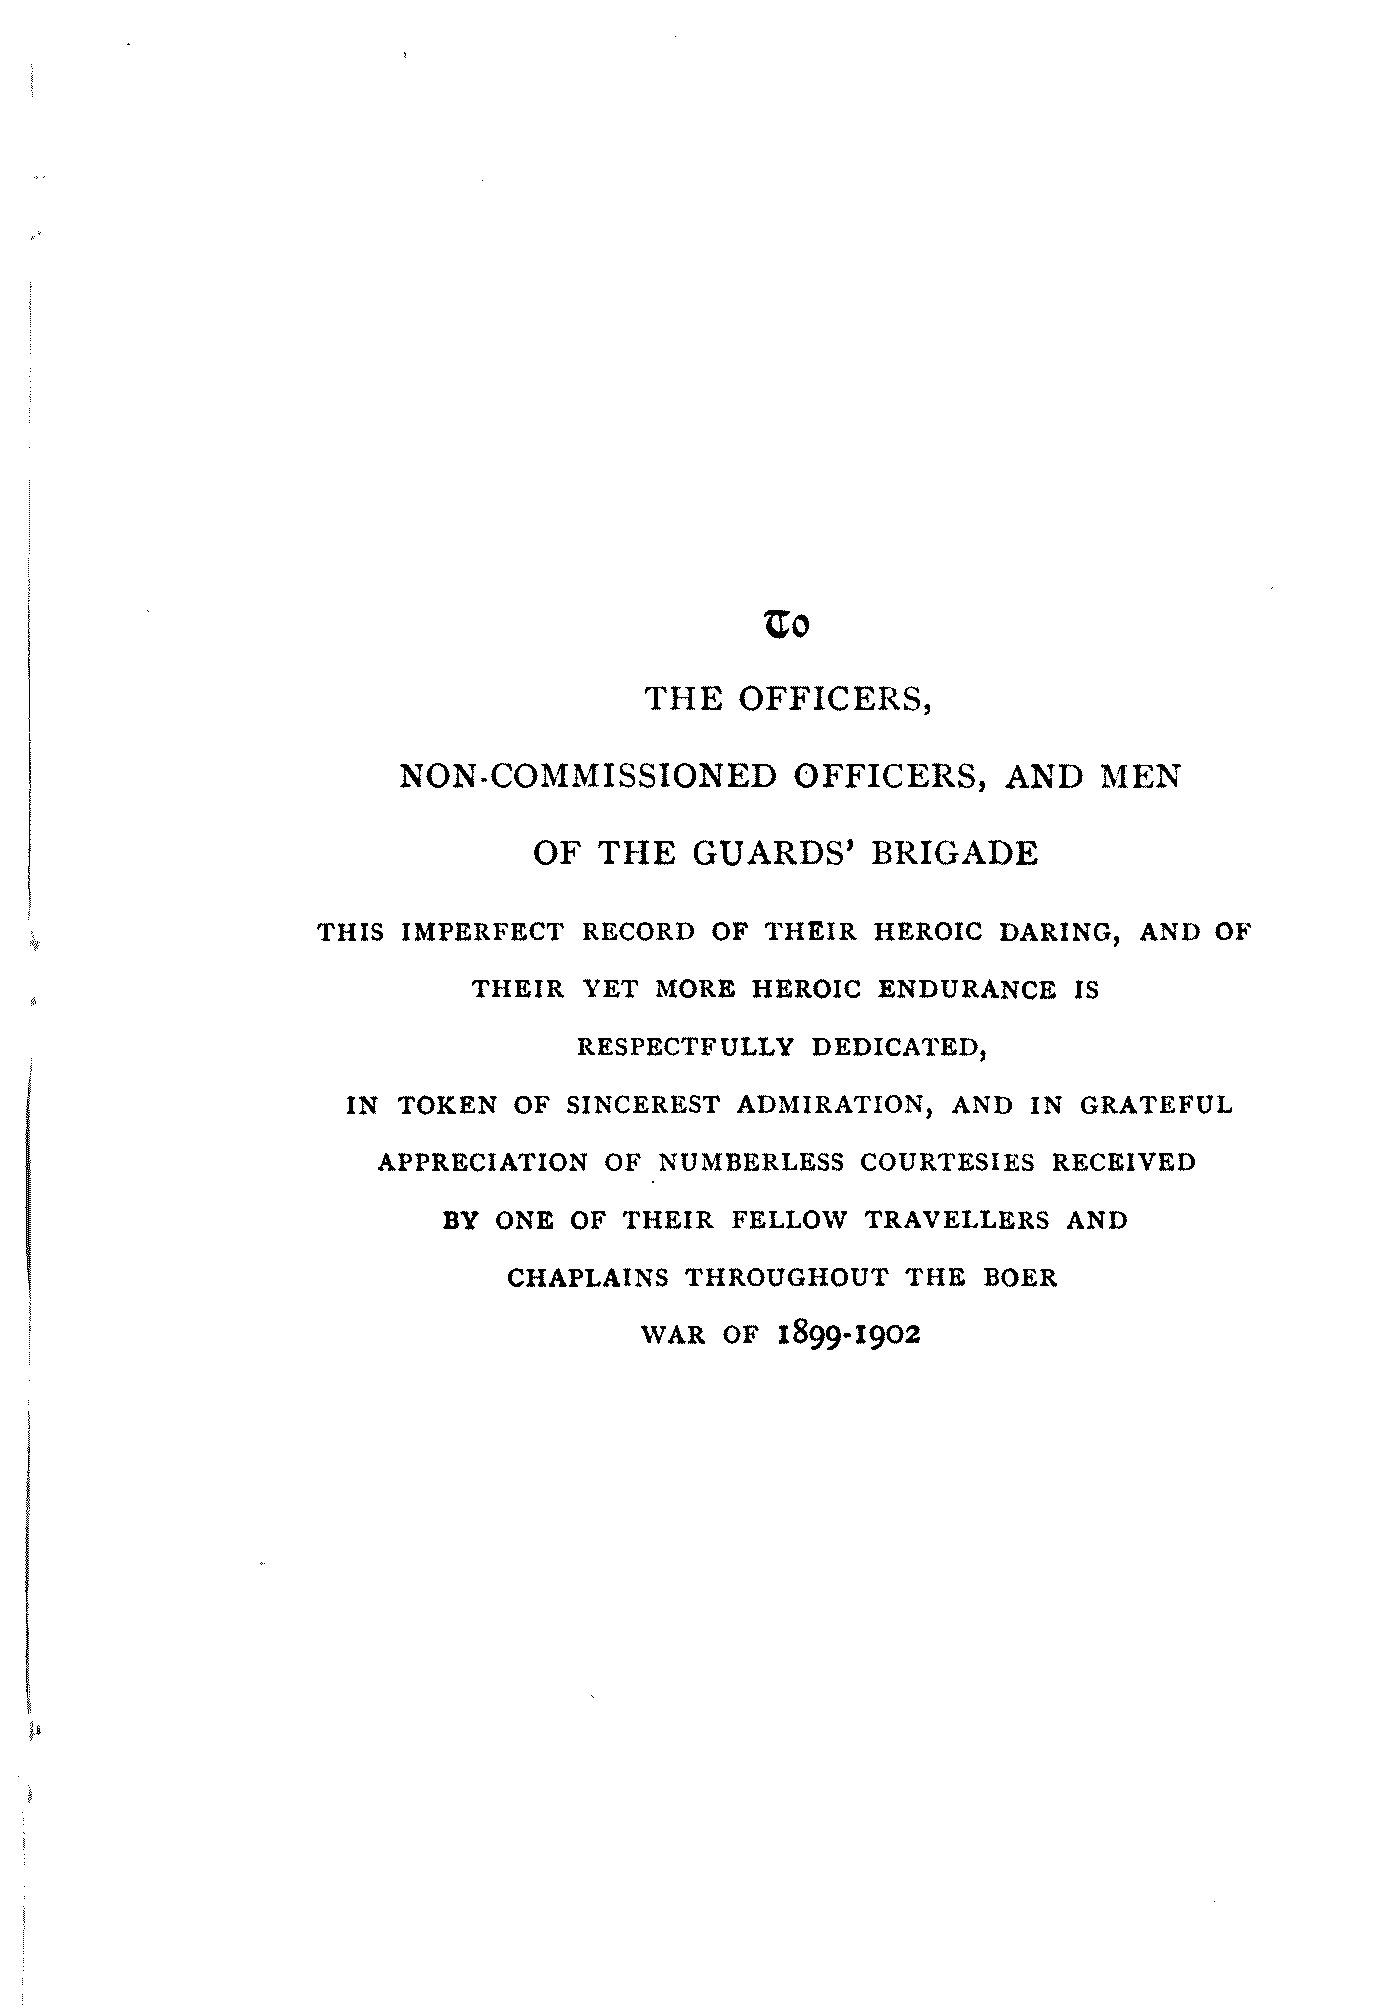 To
THE OFFICERS,
NON-COMMISSIONED OFFICERS, AND MEN
OF THE GUARDS' BRIGADE
THIS IMPERFECT RECORD OF THEIR HEROIC DARING, AND OF
THEIR YET MORE HEROIC ENDURANCE IS
RESPECTFULLY DEDICATED,
IN TOKEN OF SINCEREST ADMIRATION, AND IN GRATEFUL
APPRECIATION OF NUMBERLESS COURTESIES RECEIVED
BY ONE OF THEIR FELLOW TRAVELLERS AND
CHAPLAINS THROUGHOUT THE BOER
WAR OF 1899-1902